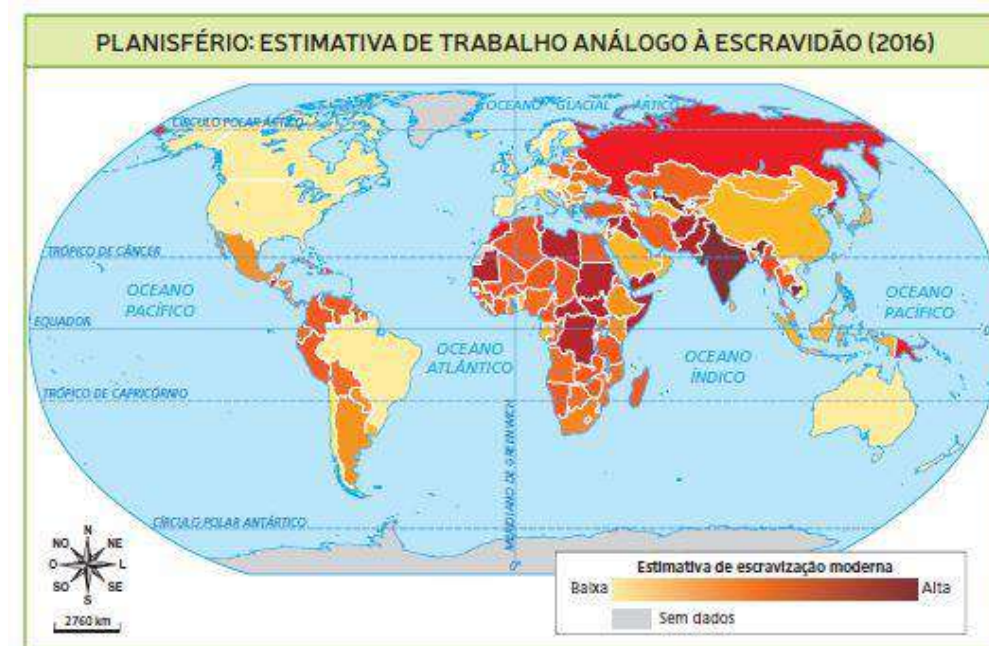 PLANISFÉRIO: ESTIMATIVA DE TRABALHO ANÁLOGO À ESCRAVIDÃO (2016)
OCEANO GLACIAL ÁRTICO
CÍRCULO POLAR ÁRTICO
TRÓPICO DE CÂNCER
OCEANO
PACÍFICO
OCEANO
PACÍFICO
EQUADOR
0°
OCEANO
ATLÂNTICO
OCEANO
ÍNDICO
TRÓPICO DE CAPRICÓRNIO
MERIDIANO DE GREENWICH
CÍRCULO POLAR ANTÁRTICO
0°
N
NO NE
O L
SO SE
S
2760 km
Estimativa de escravização moderna
Baixa Alta
Sem dados